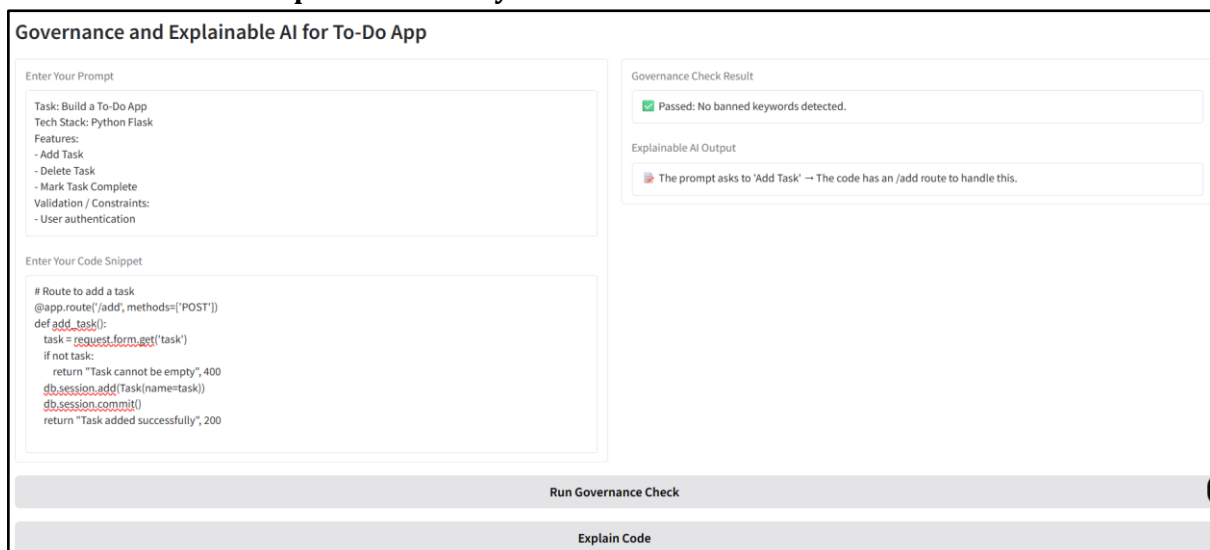 Governance and Explainable AI for To-Do App
Enter Your Prompt
Task: Build a To-Do App
Tech Stack: Python Flask
Features:
- Add Task
- Delete Task
- Mark Task Complete
Validation / Constraints:
- User authentication
Enter Your Code Snippet
# Route to add a task
@app.route('/add', methods=['POST'])
def add_task():
task = request.form.get('task')
if not task:
return "Task cannot be empty", 400
db.session.add(Task(name=task))
db.session.commit()
return "Task added successfully", 200
Governance Check Result
✅ Passed: No banned keywords detected.
Explainable AI Output
📝 The prompt asks to 'Add Task' → The code has an /add route to handle this.
Run Governance Check
Explain Code